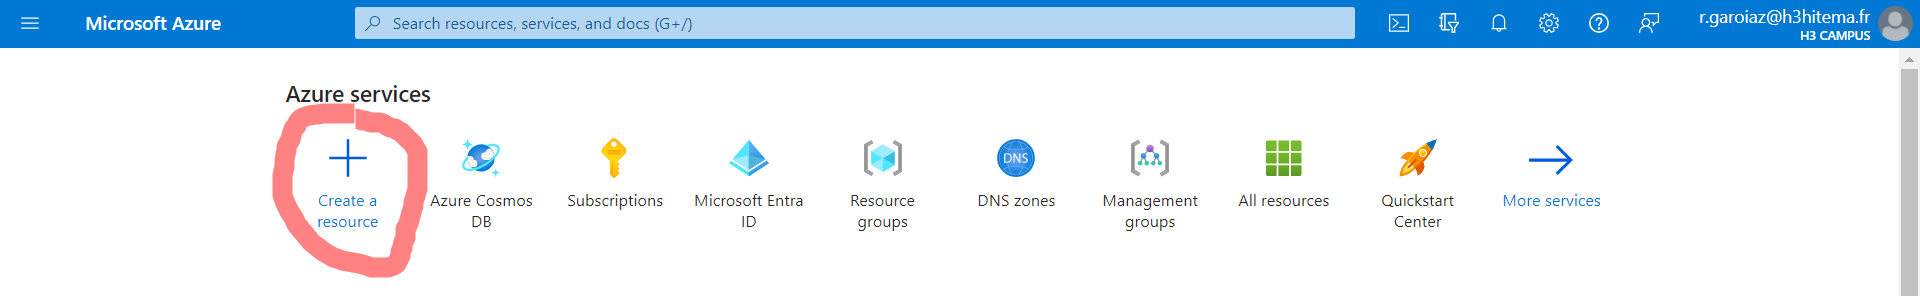 Microsoft Azure
Search resources, services, and docs (G+/)
r.garoiaz@h3hitema.fr
H3 CAMPUS
Azure services
Create a
resource
Azure Cosmos
DB
Subscriptions
Microsoft Entra
ID
Resource
groups
DNS
DNS zones
Management
groups
All resources
Quickstart
Center
More services